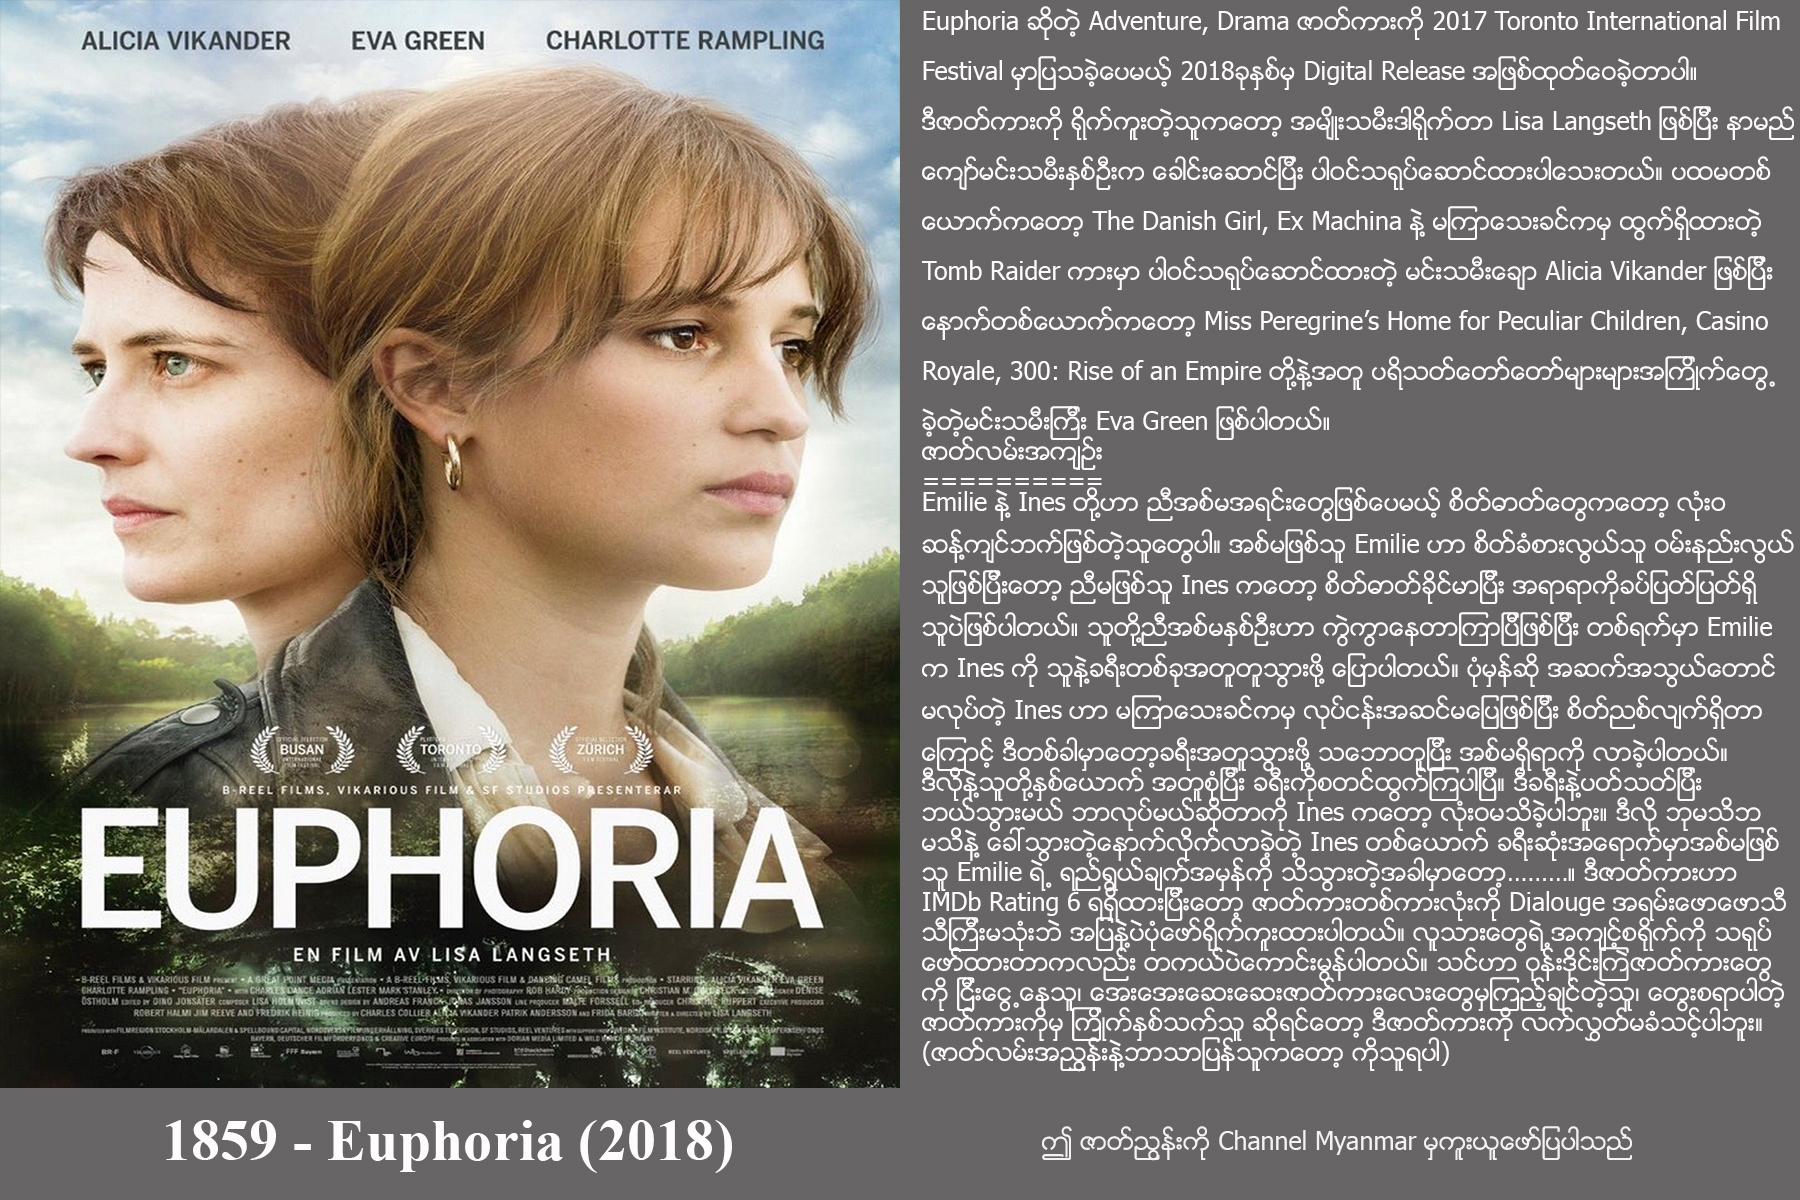 ALICIA VIKANDER EVA GREEN CHARLOTTE RAMPLING
OFFICIAL SELECTION BUSAN INTERNATIONAL FILM FESTIVAL
PLATFORM TORONTO INTERNATIONAL FILM FESTIVAL
OFFICIAL SELECTION ZÜRICH FILM FESTIVAL
B-REEL FILMS, VIKARIOUS FILM & SF STUDIOS PRESENTERAR
EUPHORIA
EN FILM AV LISA LANGSETH
1859 - Euphoria (2018)
Euphoria ဆိုတဲ့ Adventure, Drama ဇာတ်ကားကို 2017 Toronto International Film
Festival မှာပြသခဲ့ပေမယ့် 2018ခုနှစ်မှ Digital Release အဖြစ်ထုတ်ဝေခဲ့တာပါ။
ဒီဇာတ်ကားကို ရိုက်ကူးတဲ့သူကတော့ အမျိုးသမီးဒါရိုက်တာ Lisa Langseth ဖြစ်ပြီး နာမည်
ကျော်မင်းသမီးနှစ်ဦးက ခေါင်းဆောင်ပြီး ပါဝင်သရုပ်ဆောင်ထားပါသေးတယ်။ ပထမတစ်
ယောက်ကတော့ The Danish Girl, Ex Machina နဲ့ မကြာသေးခင်ကမှ ထွက်ရှိထားတဲ့
Tomb Raider ကားမှာ ပါဝင်သရုပ်ဆောင်ထားတဲ့ မင်းသမီးချော Alicia Vikander ဖြစ်ပြီး
နောက်တစ်ယောက်ကတော့ Miss Peregrine’s Home for Peculiar Children, Casino
Royale, 300: Rise of an Empire တို့နဲ့အတူ ပရိသတ်တော်တော်များများအကြိုက်တွေ့
ခဲ့တဲ့မင်းသမီးကြီး Eva Green ဖြစ်ပါတယ်။
ဇာတ်လမ်းအကျဉ်း
==========
Emilie နဲ့ Ines တို့ဟာ ညီအစ်မအရင်းတွေဖြစ်ပေမယ့် စိတ်ဓာတ်တွေကတော့ လုံးဝ
ဆန့်ကျင်ဘက်ဖြစ်တဲ့သူတွေပါ။ အစ်မဖြစ်သူ Emilie ဟာ စိတ်ခံစားလွယ်သူ ဝမ်းနည်းလွယ်
သူဖြစ်ပြီးတော့ ညီမဖြစ်သူ Ines ကတော့ စိတ်ဓာတ်ခိုင်မာပြီး အရာရာကိုခပ်ပြတ်ပြတ်ရှိ
သူပဲဖြစ်ပါတယ်။ သူတို့ညီအစ်မနှစ်ဦးဟာ ကွဲကွာနေတာကြာပြီဖြစ်ပြီး တစ်ရက်မှာ Emilie
က Ines ကို သူနဲ့ခရီးတစ်ခုအတူတူသွားဖို့ ပြောပါတယ်။ ပုံမှန်ဆို အဆက်အသွယ်တောင်
မလုပ်တဲ့ Ines ဟာ မကြာသေးခင်ကမှ လုပ်ငန်းအဆင်မပြေဖြစ်ပြီး စိတ်ညစ်လျက်ရှိတာ
ကြောင့် ဒီတစ်ခါမှာတော့ခရီးအတူသွားဖို့ သဘောတူပြီး အစ်မရှိရာကို လာခဲ့ပါတယ်။
ဒီလိုနဲ့သူတို့နှစ်ယောက် အတူစုံပြီး ခရီးကိုစတင်ထွက်ကြပါပြီ။ ဒီခရီးနဲ့ပတ်သတ်ပြီး
ဘယ်သွားမယ် ဘာလုပ်မယ်ဆိုတာကို Ines ကတော့ လုံးဝမသိခဲ့ပါဘူး။ ဒီလို ဘုမသိဘ
မသိနဲ့ ခေါ်သွားတဲ့နောက်လိုက်လာခဲ့တဲ့ Ines တစ်ယောက် ခရီးဆုံးအရောက်မှာအစ်မဖြစ်
သူ Emilie ရဲ့ ရည်ရွယ်ချက်အမှန်ကို သိသွားတဲ့အခါမှာတော့.........။ ဒီဇာတ်ကားဟာ
IMDb Rating 6 ရရှိထားပြီးတော့ ဇာတ်ကားတစ်ကားလုံးကို Dialouge အရမ်းဖောဖောသီ
သီကြီးမသုံးဘဲ အပြန့်ပဲပုံဖော်ရိုက်ကူးထားပါတယ်။ လူသားတွေရဲ့အကျင့်စရိုက်ကို သရုပ်
ဖော်ထားတာကလည်း တကယ်ပဲကောင်းမွန်ပါတယ်။ သင်ဟာ ဝုန်းဒိုင်းကြဲဇာတ်ကားတွေ
ကို ငြီးငွေ့နေသူ၊ အေးအေးဆေးဆေးဇာတ်ကားလေးတွေမှကြည့်ချင်တဲ့သူ၊ တွေးစရာပါတဲ့
ဇာတ်ကားကိုမှ ကြိုက်နှစ်သက်သူ ဆိုရင်တော့ ဒီဇာတ်ကားကို လက်လွှတ်မခံသင့်ပါဘူး။
(ဇာတ်လမ်းအညွှန်းနဲ့ဘာသာပြန်သူကတော့ ကိုသူရပါ)
ဤ ဇာတ်ညွှန်းကို Channel Myanmar မှကူးယူဖော်ပြပါသည်